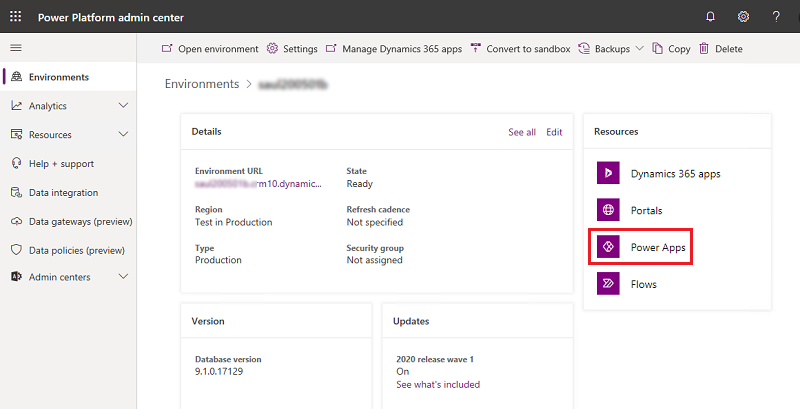 Power Platform admin center
?
Open environment Settings Manage Dynamics 365 apps Convert to sandbox Backups Copy Delete
Environments
Analytics
Resources
Help + support
Data integration
Data gateways (preview)
Data policies (preview)
Admin centers
Environments >
Details
See all Edit
Environment URL
rm10.dynamic...
State
Ready
Region
Test in Production
Refresh cadence
Not specified
Type
Production
Security group
Not assigned
Resources
Dynamics 365 apps
Portals
Power Apps
Flows
Version
Database version
9.1.0.17129
Updates
2020 release wave 1
On
See what's included